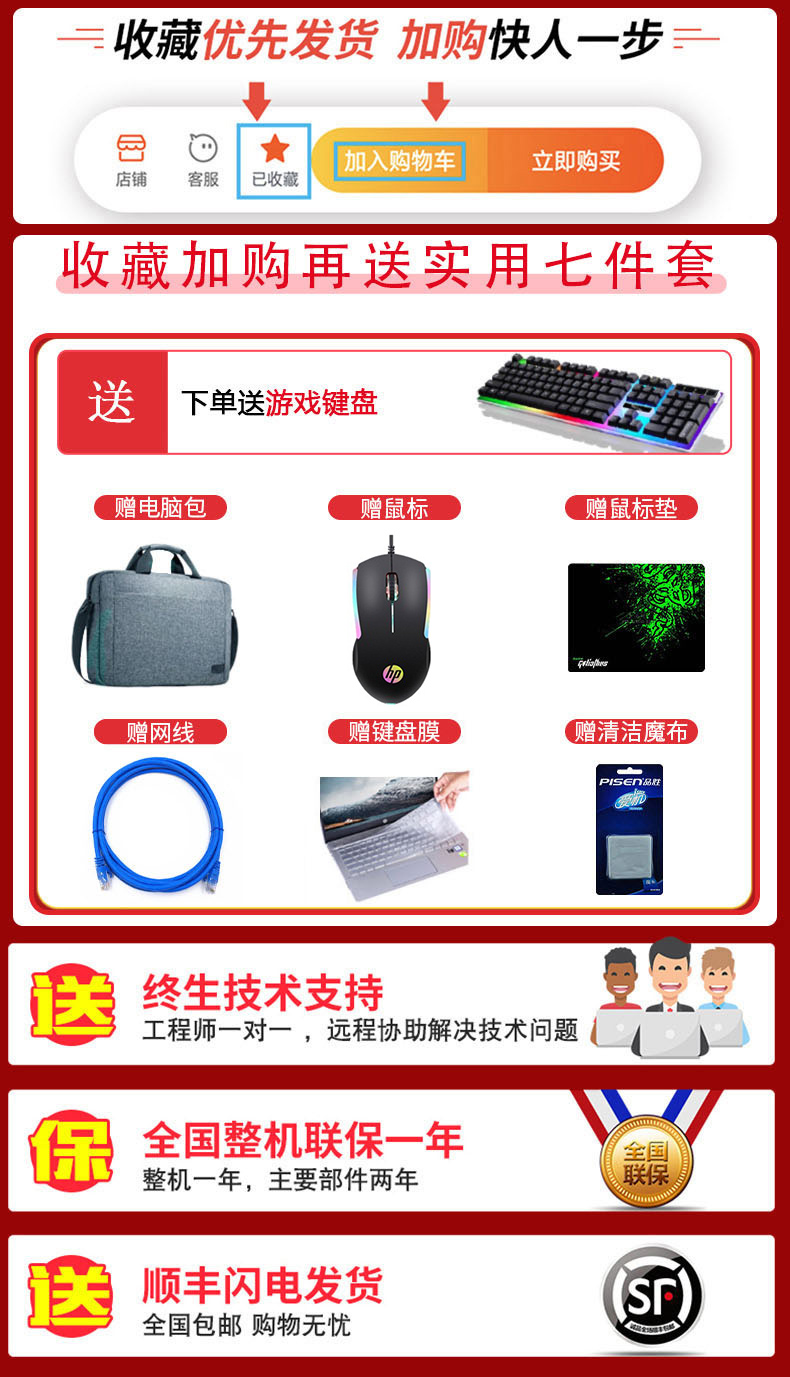 收藏优先发货 加购快人一步
店铺
客服
已收藏
加入购物车
立即购买
收藏加购再送实用七件套
送
下单送游戏键盘
赠电脑包
赠鼠标
赠鼠标垫
hp
Goliathus
赠网线
赠键盘膜
赠清洁魔布
PISEN品胜
爱机
送
终生技术支持
工程师一对一，远程协助解决技术问题
保
全国整机联保一年
整机一年，主要部件两年
全国
联保
送
顺丰闪电发货
全国包邮 购物无忧
SF